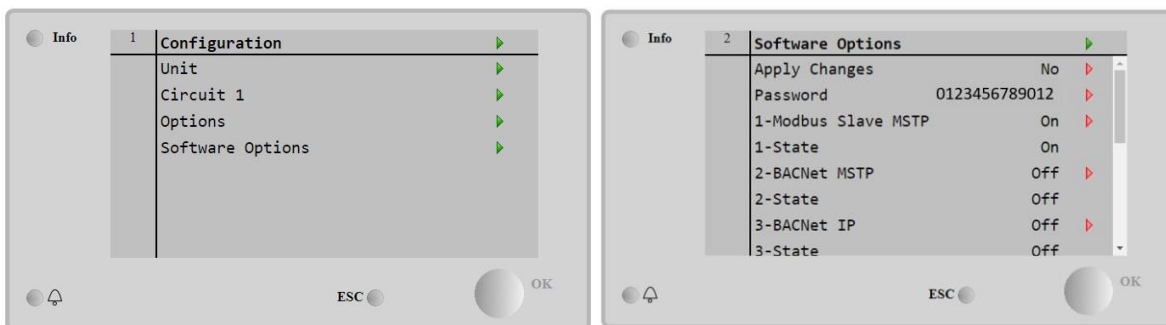 Info
1 Configuration
Unit
Circuit 1
Options
Software Options
ESC
OK
Info
2 Software Options
Apply Changes No
Password 0123456789012
1-Modbus Slave MSTP On
1-State On
2-BACNet MSTP Off
2-State Off
3-BACNet IP Off
3-State Off
ESC
OK